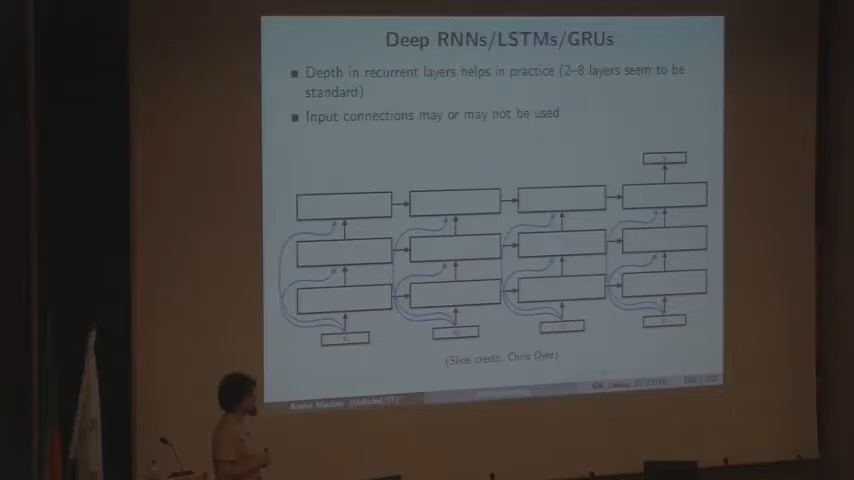 Deep RNNs/LSTMs/GRUs
Depth in recurrent layers helps in practice (2–8 layers seem to be
standard)
Input connections may or may not be used
(Slide credit: Chris Dyer)